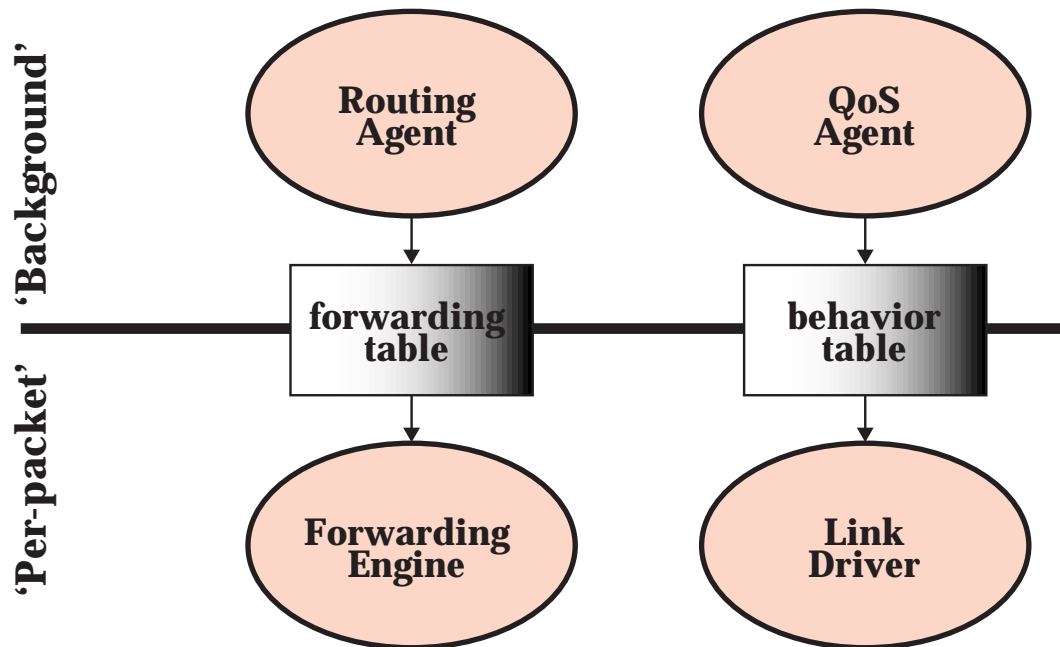 ‘Background’
Routing
Agent
QoS
Agent
forwarding
table
behavior
table
‘Per-packet’
Forwarding
Engine
Link
Driver